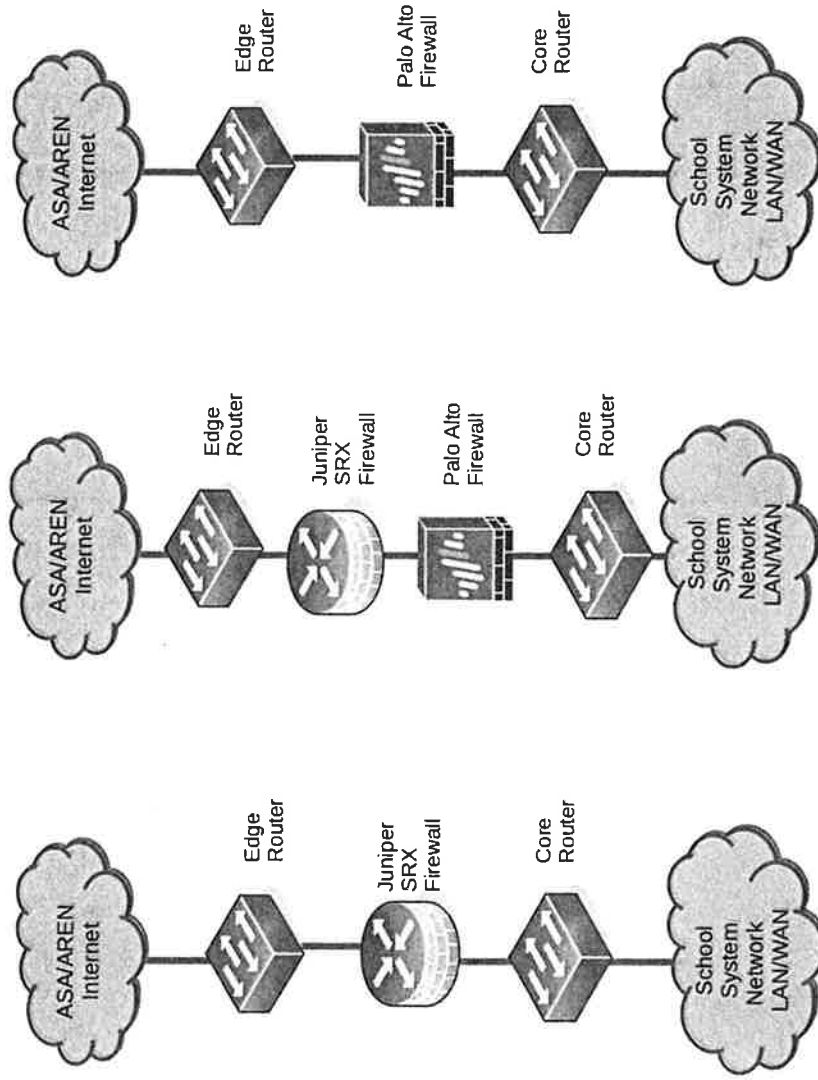 ASA/AREN
Internet
Edge
Router
Juniper
SRX
Firewall
Core
Router
School
System
Network
LAN/WAN
ASA/AREN
Internet
Edge
Router
Juniper
SRX
Firewall
Palo Alto
Firewall
Core
Router
School
System
Network
LAN/WAN
ASA/AREN
Internet
Edge
Router
Palo Alto
Firewall
Core
Router
School
System
Network
LAN/WAN